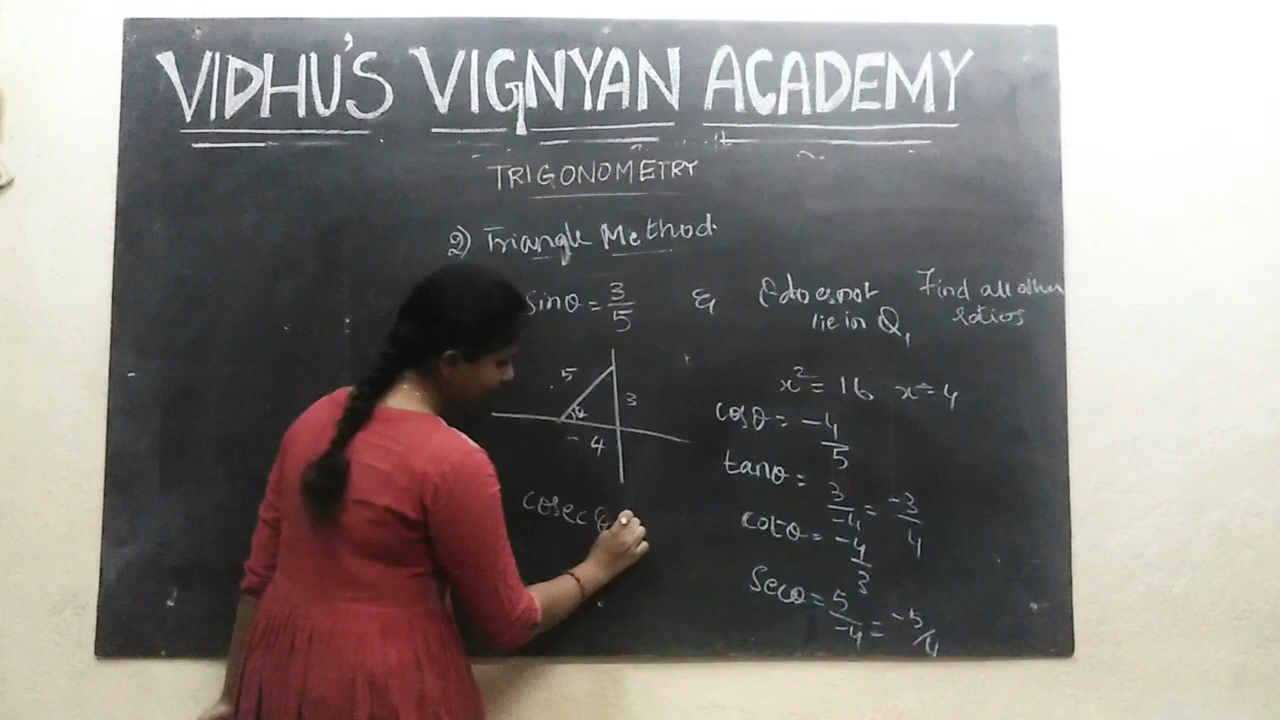 VIDHU'S VIGNYAN ACADEMY
TRIGONOMETRY
2) Triangle Method
sinθ = 3/5 & θ does not lie in Q1 Find all other ratios
5
3
θ
-4
x² = 16 x = 4
cosθ = -4/5
tanθ = 3/-4 = -3/4
cotθ = -4/3
secθ = 5/-4 = -5/4
cosecθ